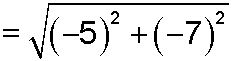 = √((−5)² + (−7)²)